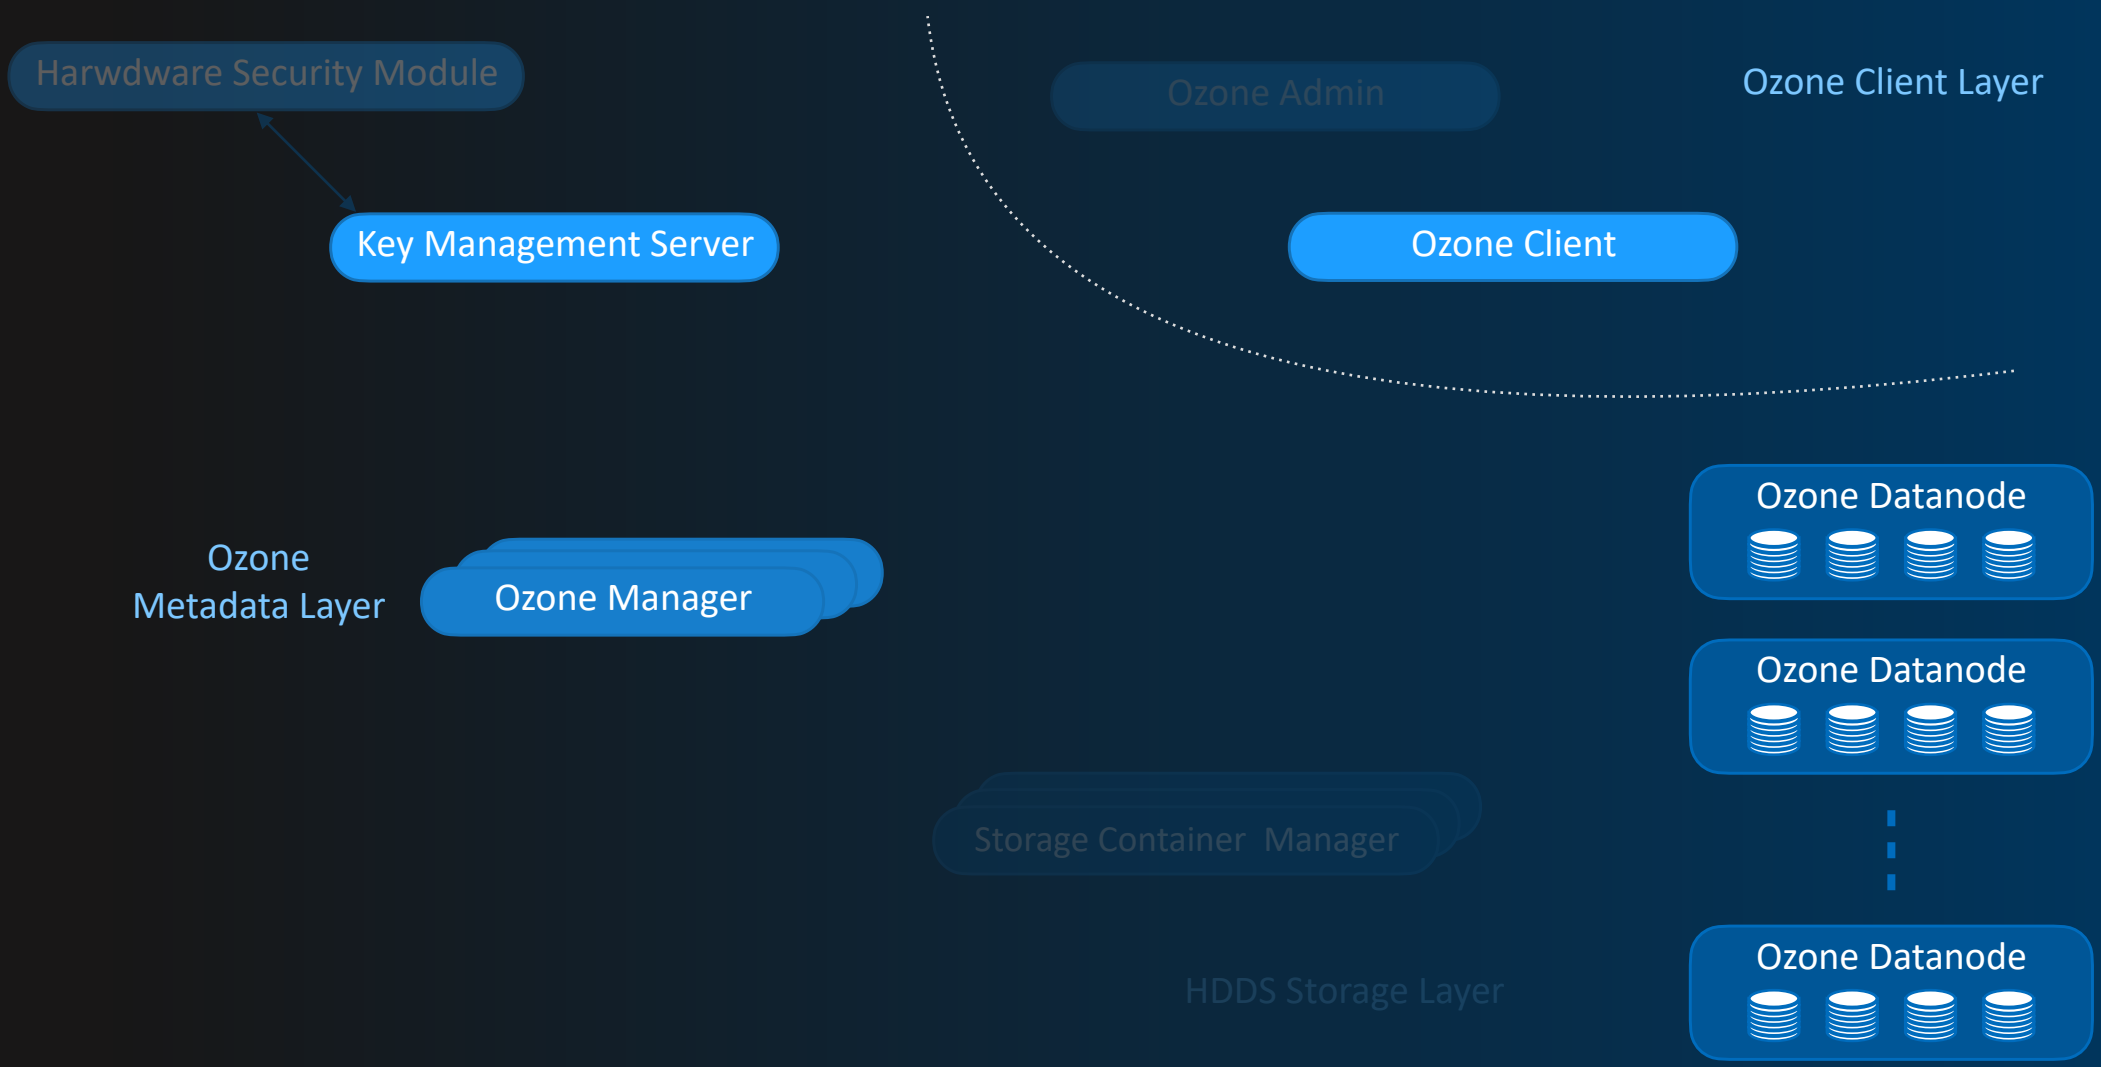 Harwdware Security Module
Ozone Admin
Ozone Client Layer
Key Management Server
Ozone Client
Ozone
Metadata Layer
Ozone Manager
Ozone Datanode
Ozone Datanode
Storage Container  Manager
Ozone Datanode
HDDS Storage Layer